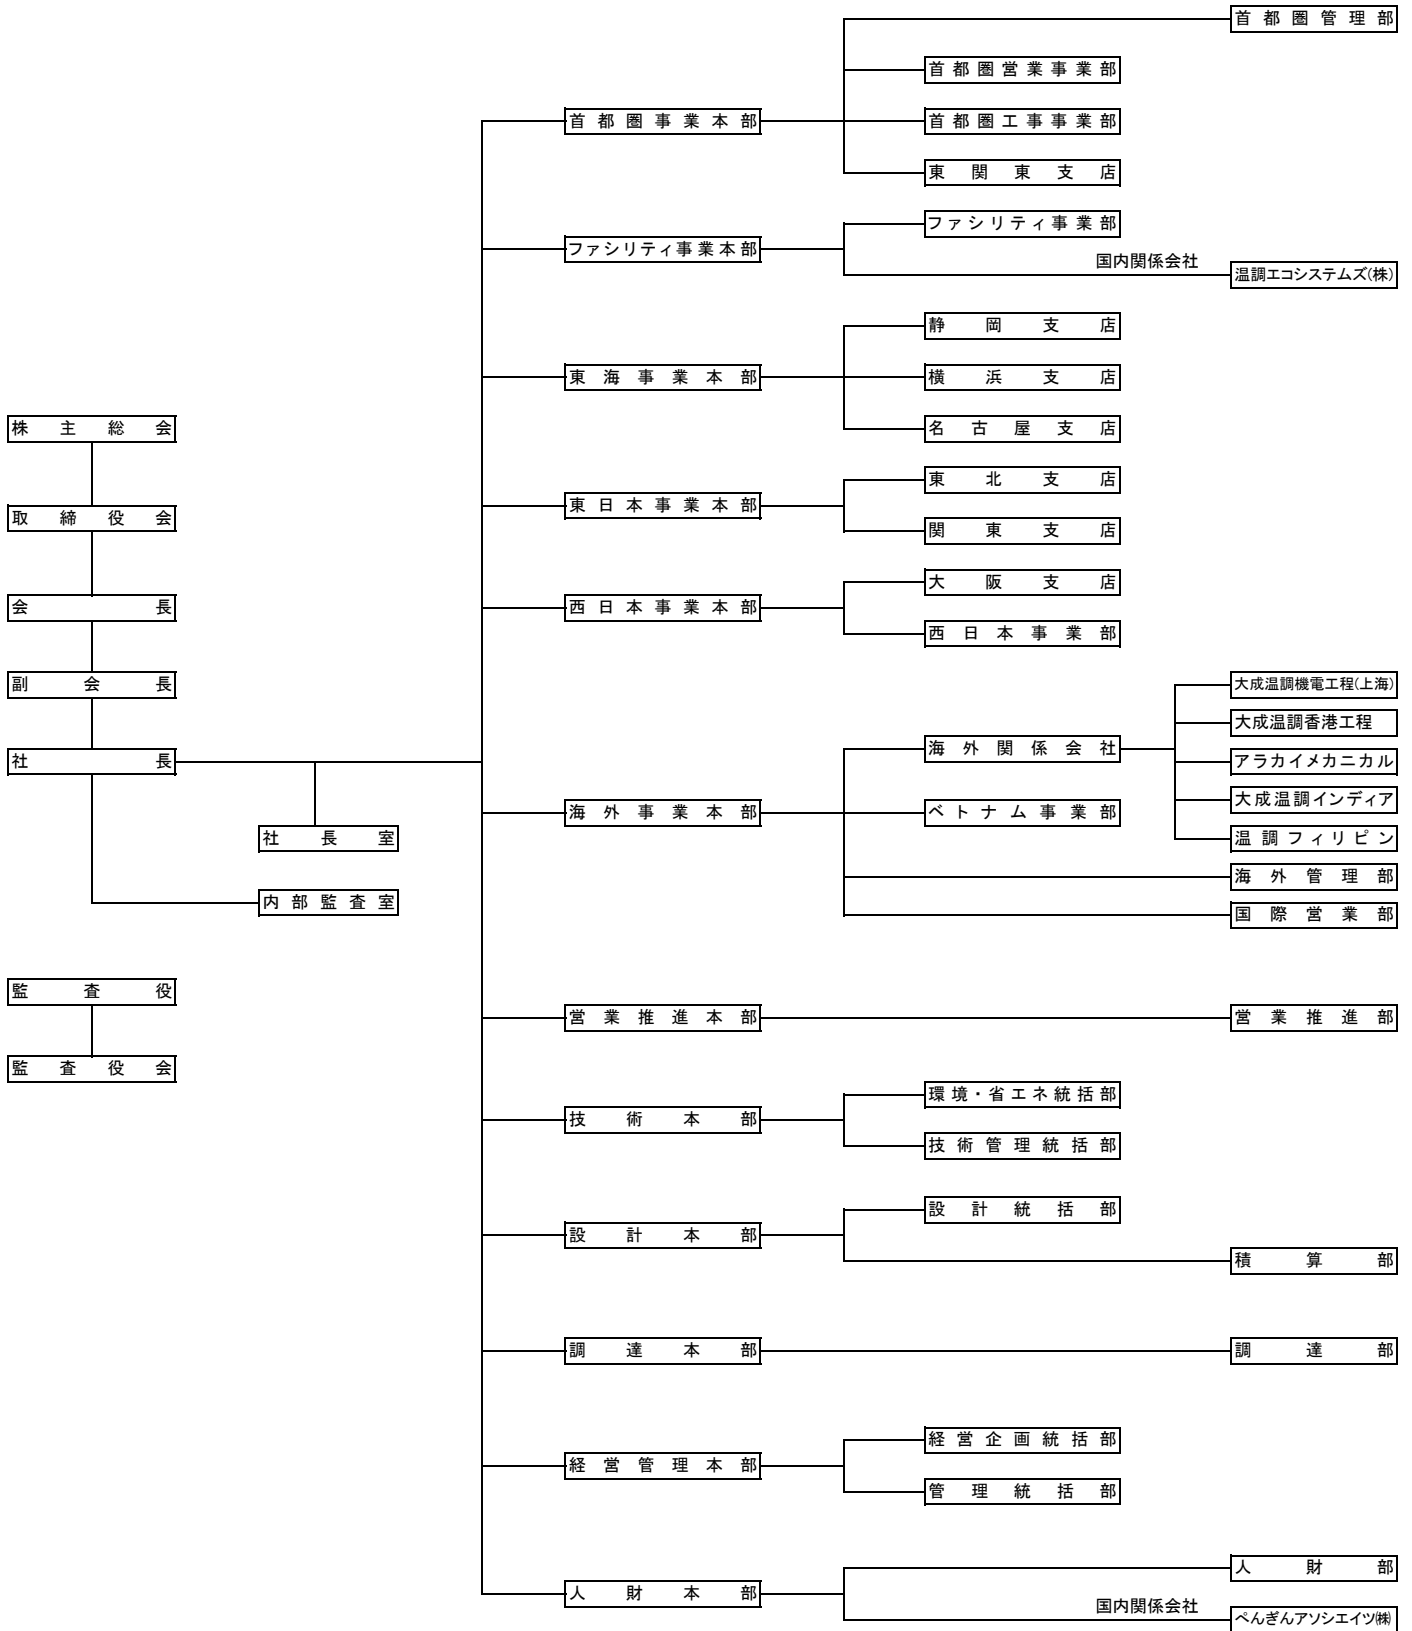 首都圏管理部
首都圏営業事業部
首都圏事業本部
首都圏工事事業部
東関東支店
ファシリティ事業部
ファシリティ事業本部
国内関係会社
温調エコシステムズ(株)
静岡支店
東海事業本部
横浜支店
株主総会
名古屋支店
東北支店
東日本事業本部
取締役会
関東支店
大阪支店
会長
西日本事業本部
西日本事業部
副会長
大成温調機電工程(上海)
大成温調香港工程
社長
海外関係会社
アラカイメカニカル
大成温調インディア
海外事業本部
ベトナム事業部
社長室
温調フィリピン
海外管理部
内部監査室
国際営業部
監査役
営業推進本部
営業推進部
監査役会
環境・省エネ統括部
技術本部
技術管理統括部
設計統括部
設計本部
積算部
調達本部
調達部
経営企画統括部
経営管理本部
管理統括部
人財部
人財本部
国内関係会社
ぺんぎんアソシエイツ㈱